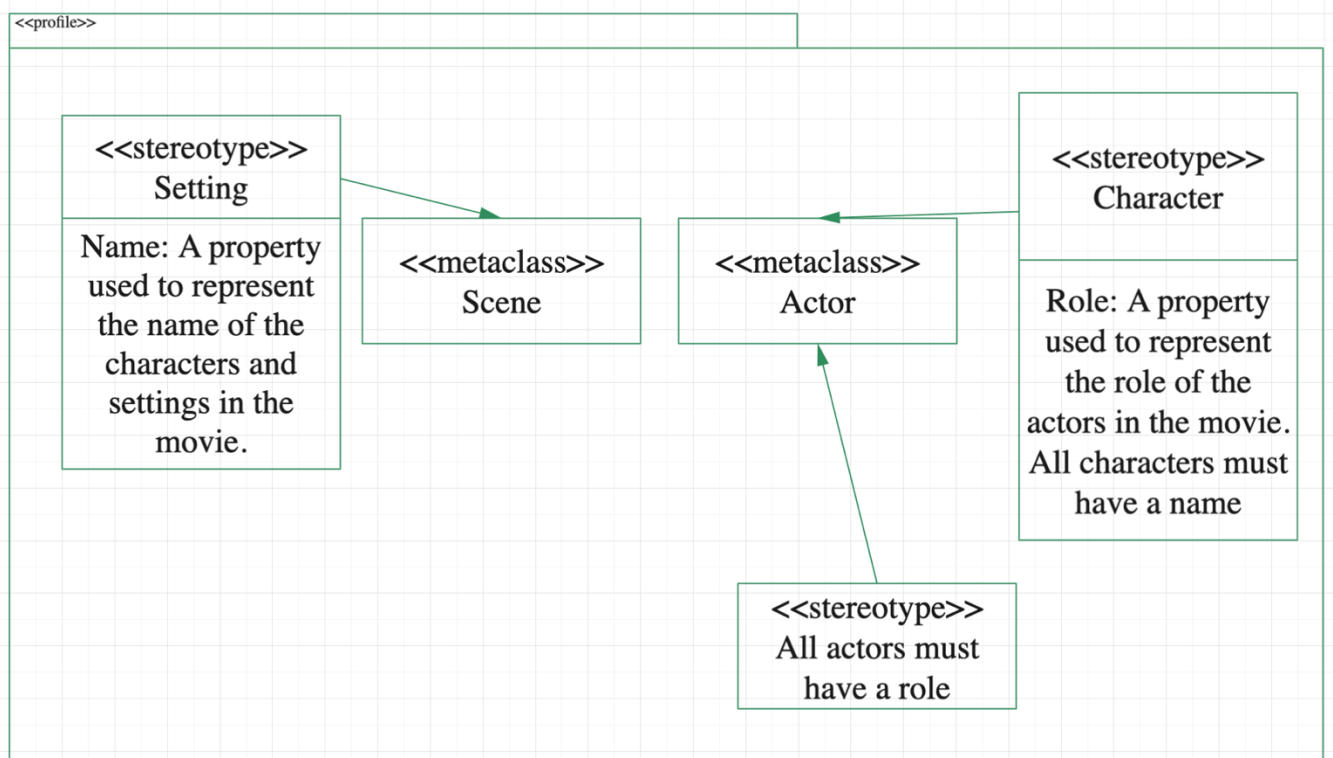 <<profile>>
<<stereotype>>
Setting
Name: A property
used to represent
the name of the
characters and
settings in the
movie.
<<metaclass>>
Scene
<<metaclass>>
Actor
<<stereotype>>
Character
Role: A property
used to represent
the role of the
actors in the movie.
All characters must
have a name
<<stereotype>>
All actors must
have a role